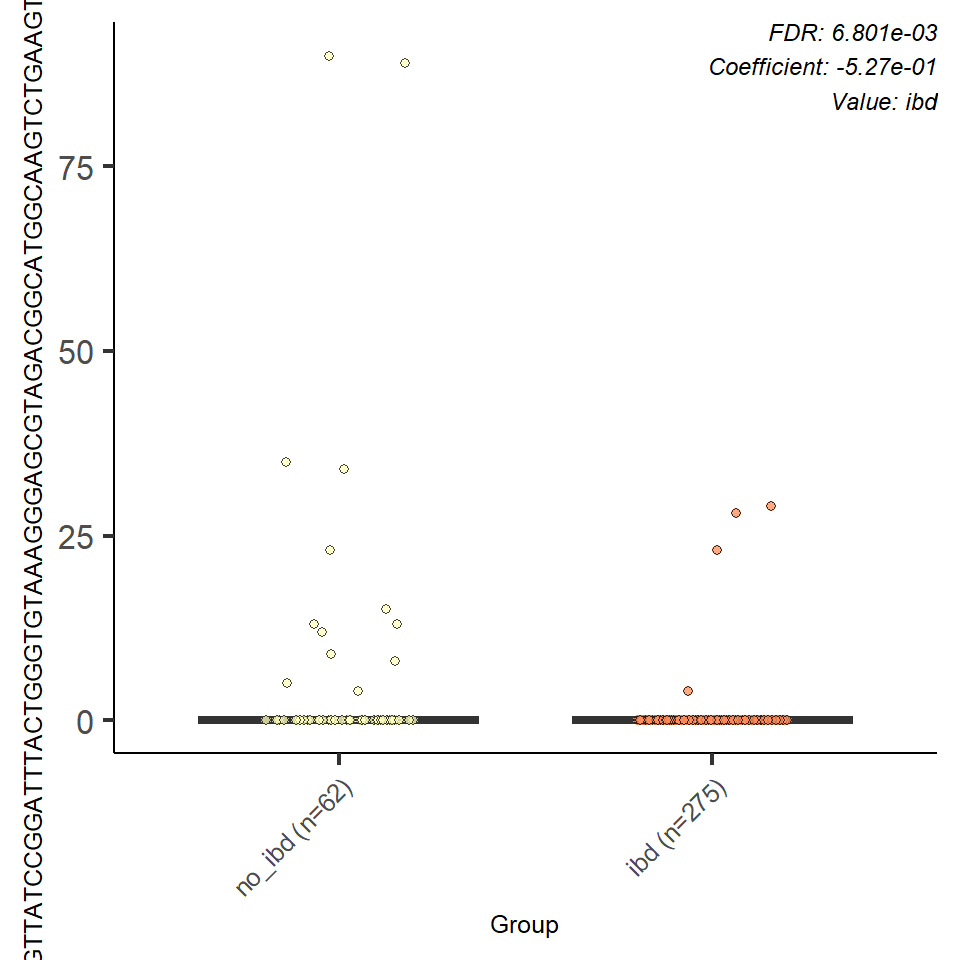 FDR: 6.801e-03
Coefficient: -5.27e-01
Value: ibd
GTTATCCGGATTTACTGGGTGTAAAGGGAGCGTAGACGGCATGGCAAGTCTGAAGT
75
50
25
0
no_ibd (n=62)
ibd (n=275)
Group